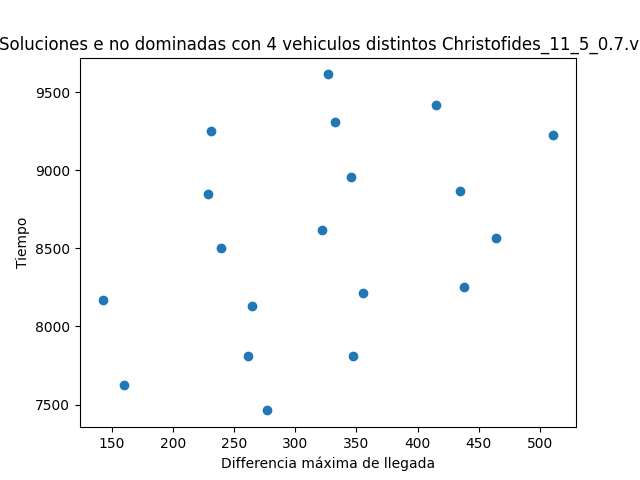 Soluciones e no dominadas con 4 vehiculos distintos Christofides_11_5_0.7.v
9500
9000
8500
8000
7500
Tiempo
150 200 250 300 350 400 450 500
Differencia máxima de llegada